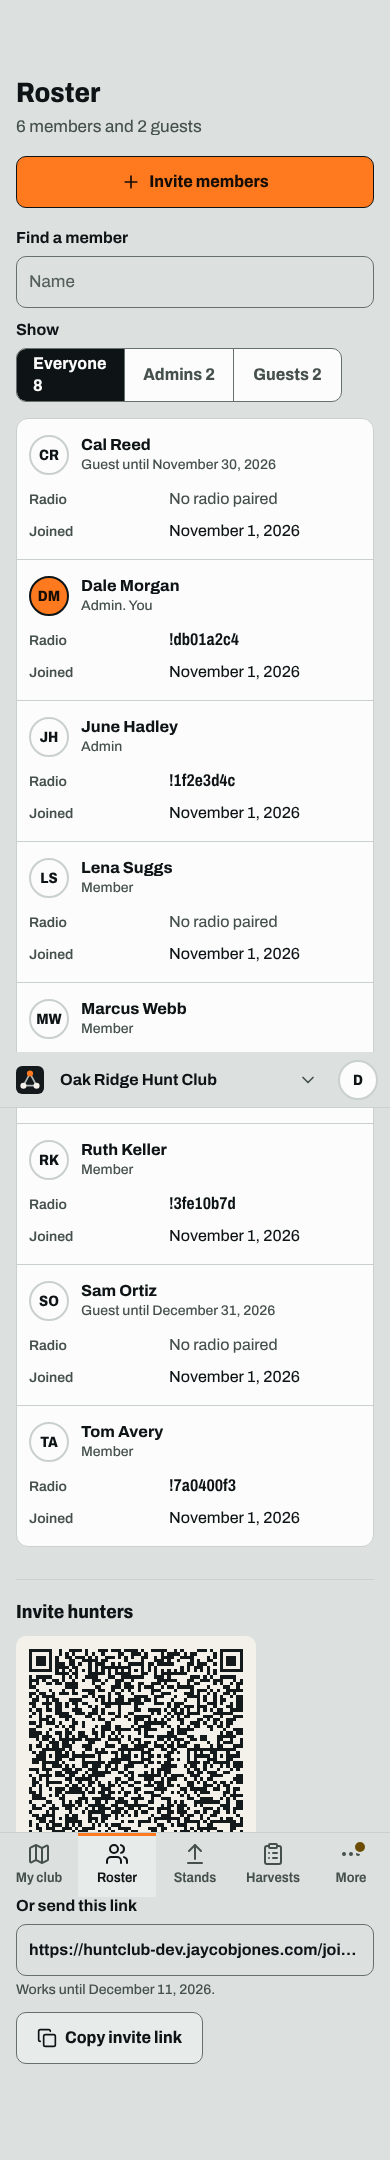 Roster
6 members and 2 guests
Invite members
Find a member
Name
Show
Everyone 8
Admins 2
Guests 2
CR
Cal Reed
Guest until November 30, 2026
Radio
No radio paired
Joined
November 1, 2026
DM
Dale Morgan
Admin. You
Radio
!db01a2c4
Joined
November 1, 2026
JH
June Hadley
Admin
Radio
!1f2e3d4c
Joined
November 1, 2026
LS
Lena Suggs
Member
Radio
No radio paired
Joined
November 1, 2026
MW
Marcus Webb
Member
Oak Ridge Hunt Club
D
RK
Ruth Keller
Member
Radio
!3fe10b7d
Joined
November 1, 2026
SO
Sam Ortiz
Guest until December 31, 2026
Radio
No radio paired
Joined
November 1, 2026
TA
Tom Avery
Member
Radio
!7a0400f3
Joined
November 1, 2026
Invite hunters
My club
Roster
Stands
Harvests
More
Or send this link
https://huntclub-dev.jaycobjones.com/joi...
Works until December 11, 2026.
Copy invite link